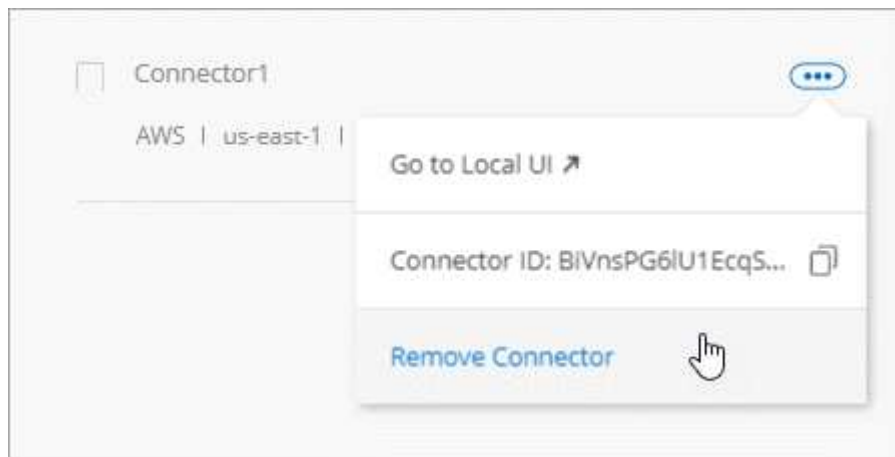 Connector1
AWS | us-east-1 |
Go to Local UI
Connector ID: BiVnsPG6lU1EcqS...
Remove Connector